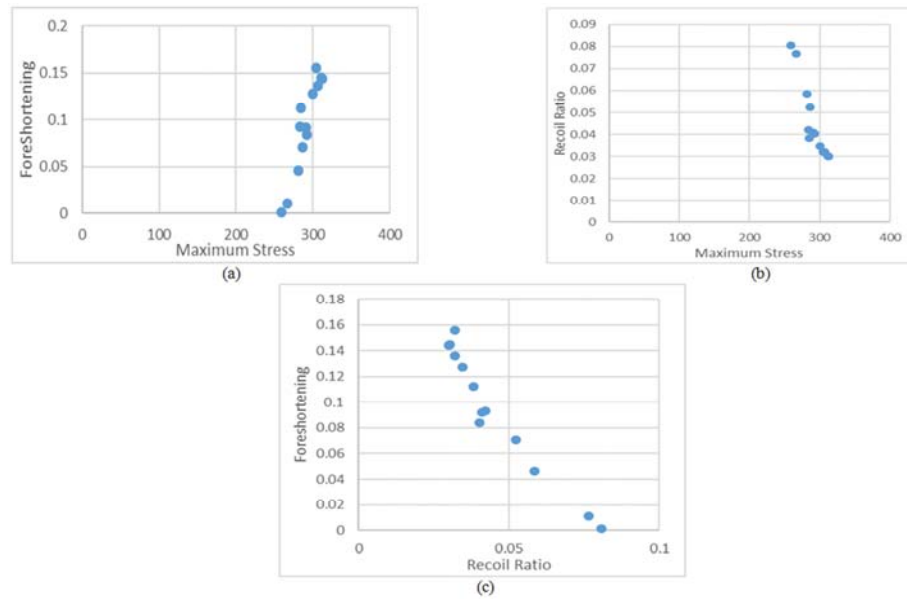 0.2
0.15
0.1
0.05
0
ForeShortening
0 100 200 300 400
Maximum Stress
(a)
0.09
0.08
0.07
0.06
0.05
0.04
0.03
0.02
0.01
0
Recoil Ratio
0 100 200 300 400
Maximum Stress
(b)
0.18
0.16
0.14
0.12
0.1
0.08
0.06
0.04
0.02
0
Foreshortening
0 0.05 0.1
Recoil Ratio
(c)